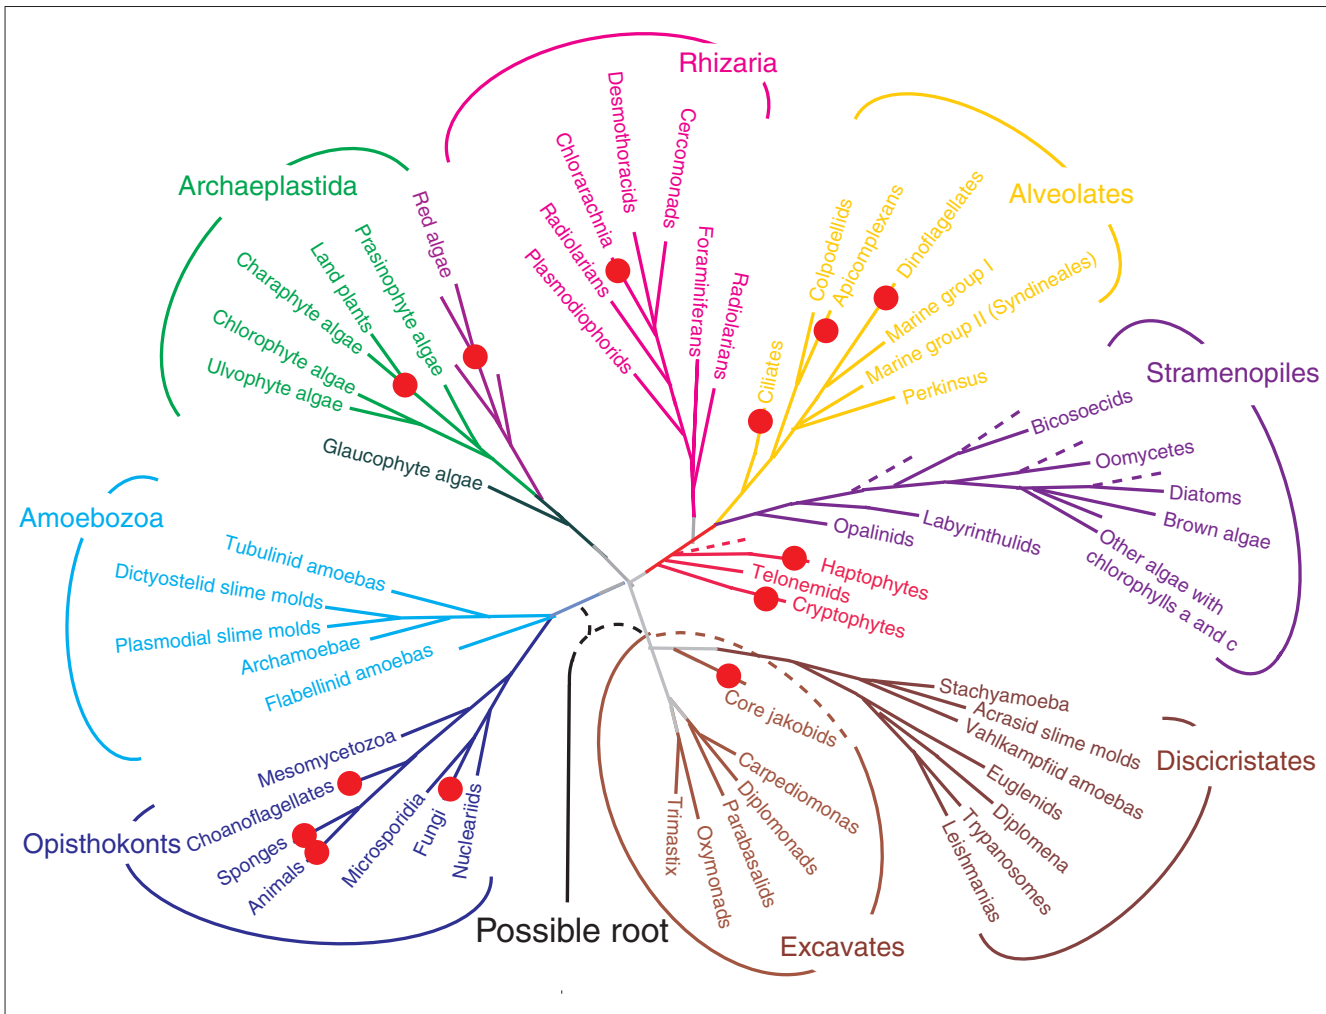 Rhizaria
Desmothoracids
Cercomonads
Chlorarachnia
Radiolarians
Plasmodiophorids
Foraminiferans
Radiolarians
Archaeplastida
Red algae
Prasinophyte algae
Land plants
Charaphyte algae
Chlorophyte algae
Ulvophyte algae
Glaucophyte algae
Alveolates
Colpodellids
Apicomplexans
Dinoflagellates
Marine group I
Marine group II (Syndineales)
Perkinsus
Ciliates
Stramenopiles
Bicosoecids
Oomycetes
Diatoms
Brown algae
Other algae with
chlorophylls a and c
Labyrinthulids
Opalinids
Haptophytes
Telonemids
Cryptophytes
Amoebozoa
Tubulinid amoebas
Dictyostelid slime molds
Plasmodial slime molds
Archamoebae
Flabellinid amoebas
Opisthokonts
Mesomycetozoa
Choanoflagellates
Sponges
Animals
Microsporidia
Fungi
Nucleariids
Possible root
Core jakobids
Carpediomonas
Diplomonads
Parabasalids
Oxymonads
Trimastix
Excavates
Discicristates
Stachyamoeba
Acrasid slime molds
Vahlkampfiid amoebas
Euglenids
Diplomena
Trypanosomes
Leishmanias